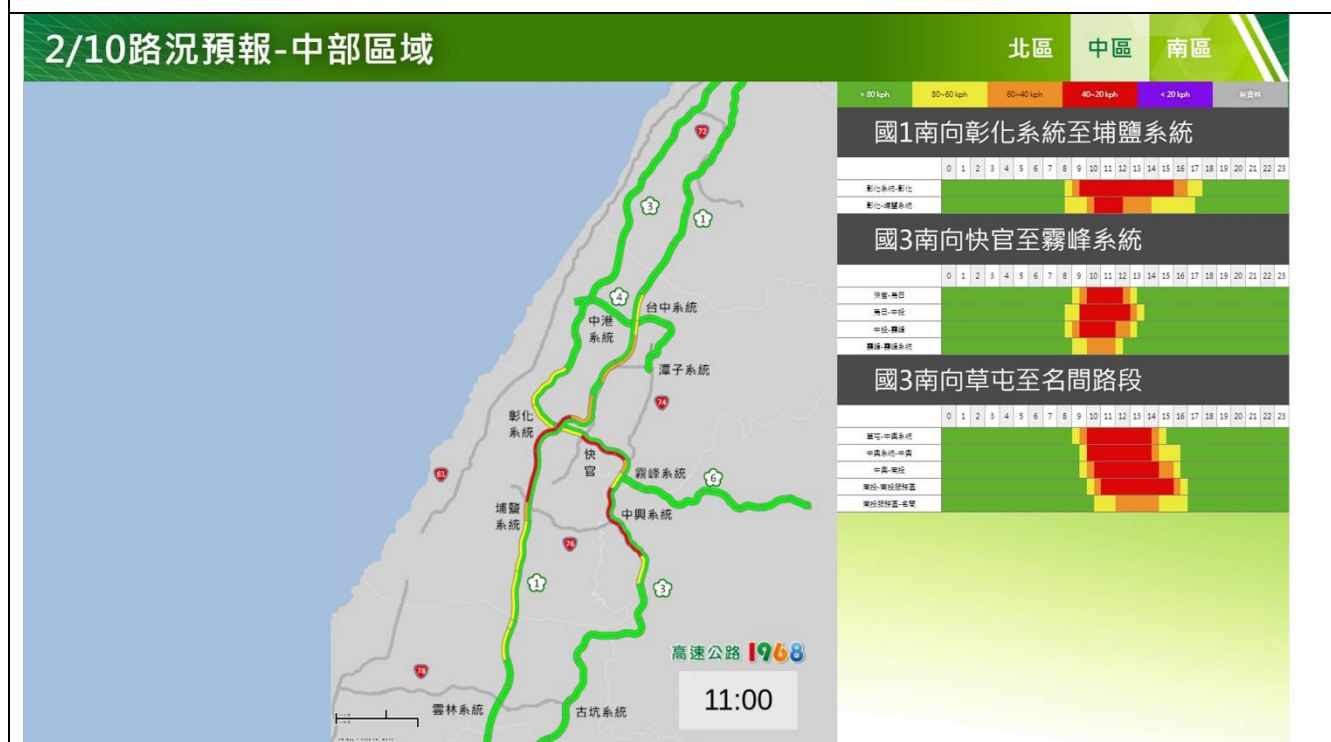 2/10路況預報-中部區域
北區 中區 南區
> 80 kph 80~60 kph 60~40 kph 40~20 kph < 20 kph 無資料
國1南向彰化系統至埔鹽系統
0 1 2 3 4 5 6 7 8 9 10 11 12 13 14 15 16 17 18 19 20 21 22 23
彰化系統-彰化
彰化-埔鹽系統
國3南向快官至霧峰系統
0 1 2 3 4 5 6 7 8 9 10 11 12 13 14 15 16 17 18 19 20 21 22 23
快官-烏日
烏日-中投
中投-霧峰
霧峰-霧峰系統
國3南向草屯至名間路段
0 1 2 3 4 5 6 7 8 9 10 11 12 13 14 15 16 17 18 19 20 21 22 23
草屯-中興系統
中興系統-中興
中興-南投
南投-南投服務區
南投服務區-名間
72
3
1
4
台中系統
中港
系統
潭子系統
74
彰化
系統
快
官
61
霧峰系統
6
埔鹽
系統
中興系統
76
1
3
高速公路1968
78
雲林系統
古坑系統
11:00